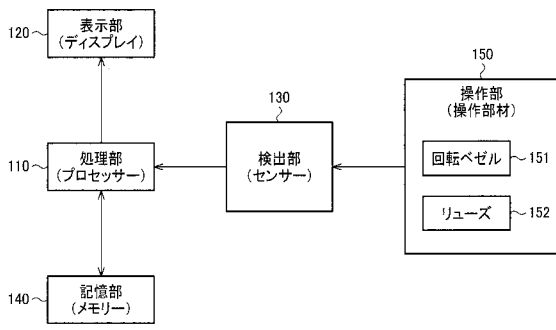 120
表示部
(ディスプレイ)
110
処理部
(プロセッサー)
130
検出部
(センサー)
150
操作部
(操作部材)
回転ベゼル
151
リューズ
152
140
記憶部
(メモリー)